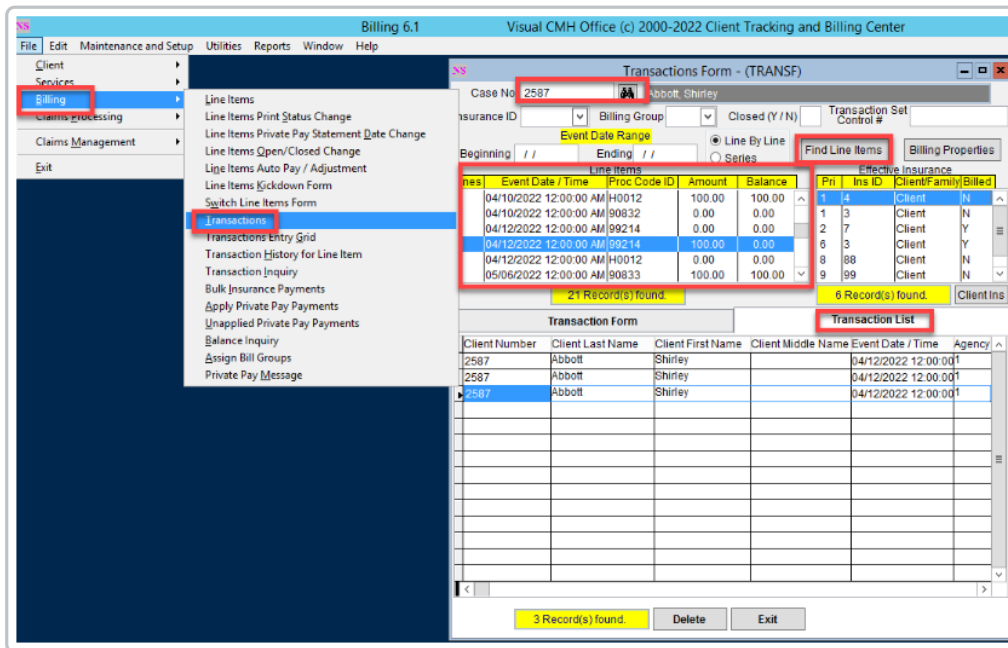 NS Billing 6.1 Visual CMH Office (c) 2000-2022 Client Tracking and Billing Center
File Edit Maintenance and Setup Utilities Reports Window Help
Client
Services
Billing
Claims Processing
Claims Management
Exit
Line Items
Line Items Print Status Change
Line Items Private Pay Statement Date Change
Line Items Open/Closed Change
Line Items Auto Pay / Adjustment
Line Items Kickdown Form
Switch Line Items Form
Transactions
Transactions Entry Grid
Transaction History for Line Item
Transaction Inquiry
Bulk Insurance Payments
Apply Private Pay Payments
Unapplied Private Pay Payments
Balance Inquiry
Assign Bill Groups
Private Pay Message
NS Transactions Form - (TRANSF)
Case No 2587 Abbott, Shirley
nsurance ID Billing Group Closed (Y / N) Transaction Set Control #
Event Date Range
Beginning / / Ending / / Line By Line Series Find Line Items Billing Properties
Line Items Effective Insurance
nes Event Date / Time Proc Code ID Amount Balance Pri Ins ID Client/Family Billed
04/10/2022 12:00:00 AM H0012 100.00 100.00 1 4 Client N
04/10/2022 12:00:00 AM 90832 0.00 0.00 1 3 Client N
04/12/2022 12:00:00 AM 99214 0.00 0.00 2 7 Client Y
04/12/2022 12:00:00 AM 99214 100.00 0.00 6 3 Client Y
04/12/2022 12:00:00 AM H0012 0.00 0.00 8 88 Client N
05/06/2022 12:00:00 AM 90833 100.00 100.00 9 99 Client N
21 Record(s) found. 6 Record(s) found. Client Ins
Transaction Form Transaction List
Client Number Client Last Name Client First Name Client Middle Name Event Date / Time Agency
2587 Abbott Shirley 04/12/2022 12:00:00 1
2587 Abbott Shirley 04/12/2022 12:00:00 1
2587 Abbott Shirley 04/12/2022 12:00:00 1
3 Record(s) found. Delete Exit